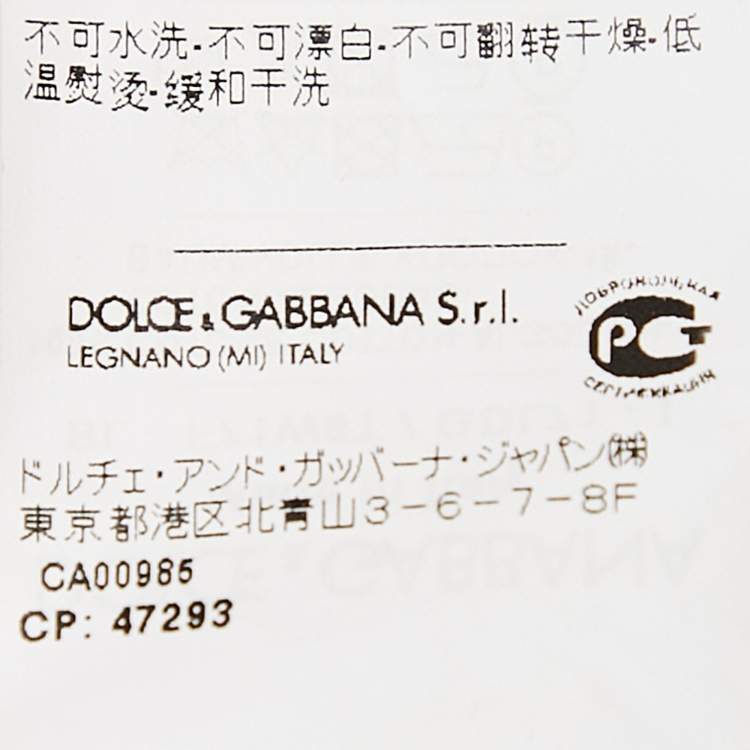 不可水洗-不可漂白-不可翻转干燥-低
温熨烫-缓和干洗
DOLCE & GABBANA S.r.l.
LEGNANO (MI) ITALY
ДОБРОВОЛЬНАЯ
РСТ
СЕРТИФИКАЦИЯ
ドルチェ・アンド・ガッバーナ・ジャパン㈱
東京都港区北青山3-6-7-8F
CA00985
CP: 47293